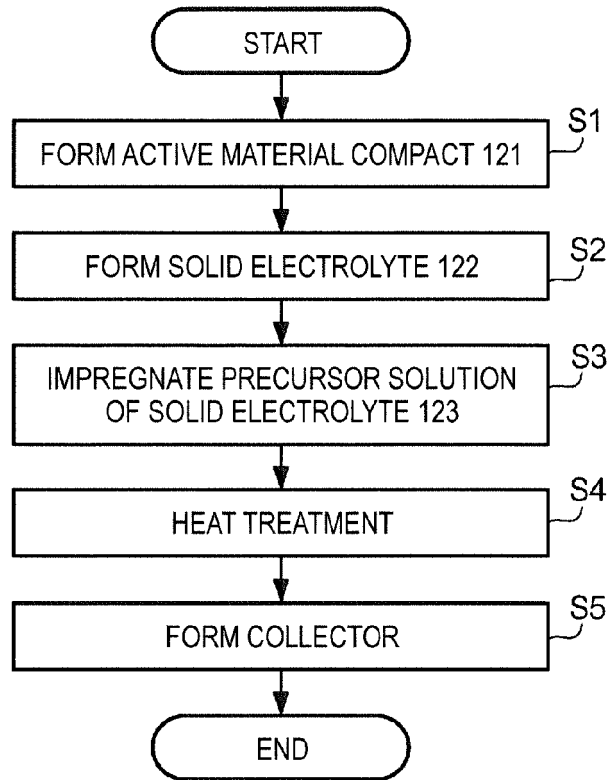 START
S1
FORM ACTIVE MATERIAL COMPACT 121
S2
FORM SOLID ELECTROLYTE 122
S3
IMPREGNATE PRECURSOR SOLUTION
OF SOLID ELECTROLYTE 123
S4
HEAT TREATMENT
S5
FORM COLLECTOR
END